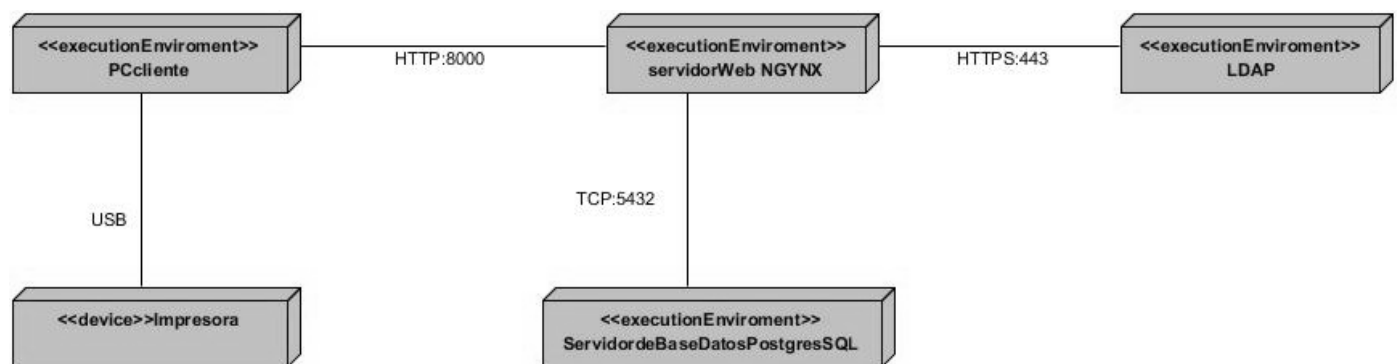 <<executionEnviroment>>
PCcliente
HTTP:8000
<<executionEnviroment>>
servidorWeb NGYNX
HTTPS:443
<<executionEnviroment>>
LDAP
USB
TCP:5432
<<device>>Impresora
<<executionEnviroment>>
ServidordeBaseDatosPostgresSQL